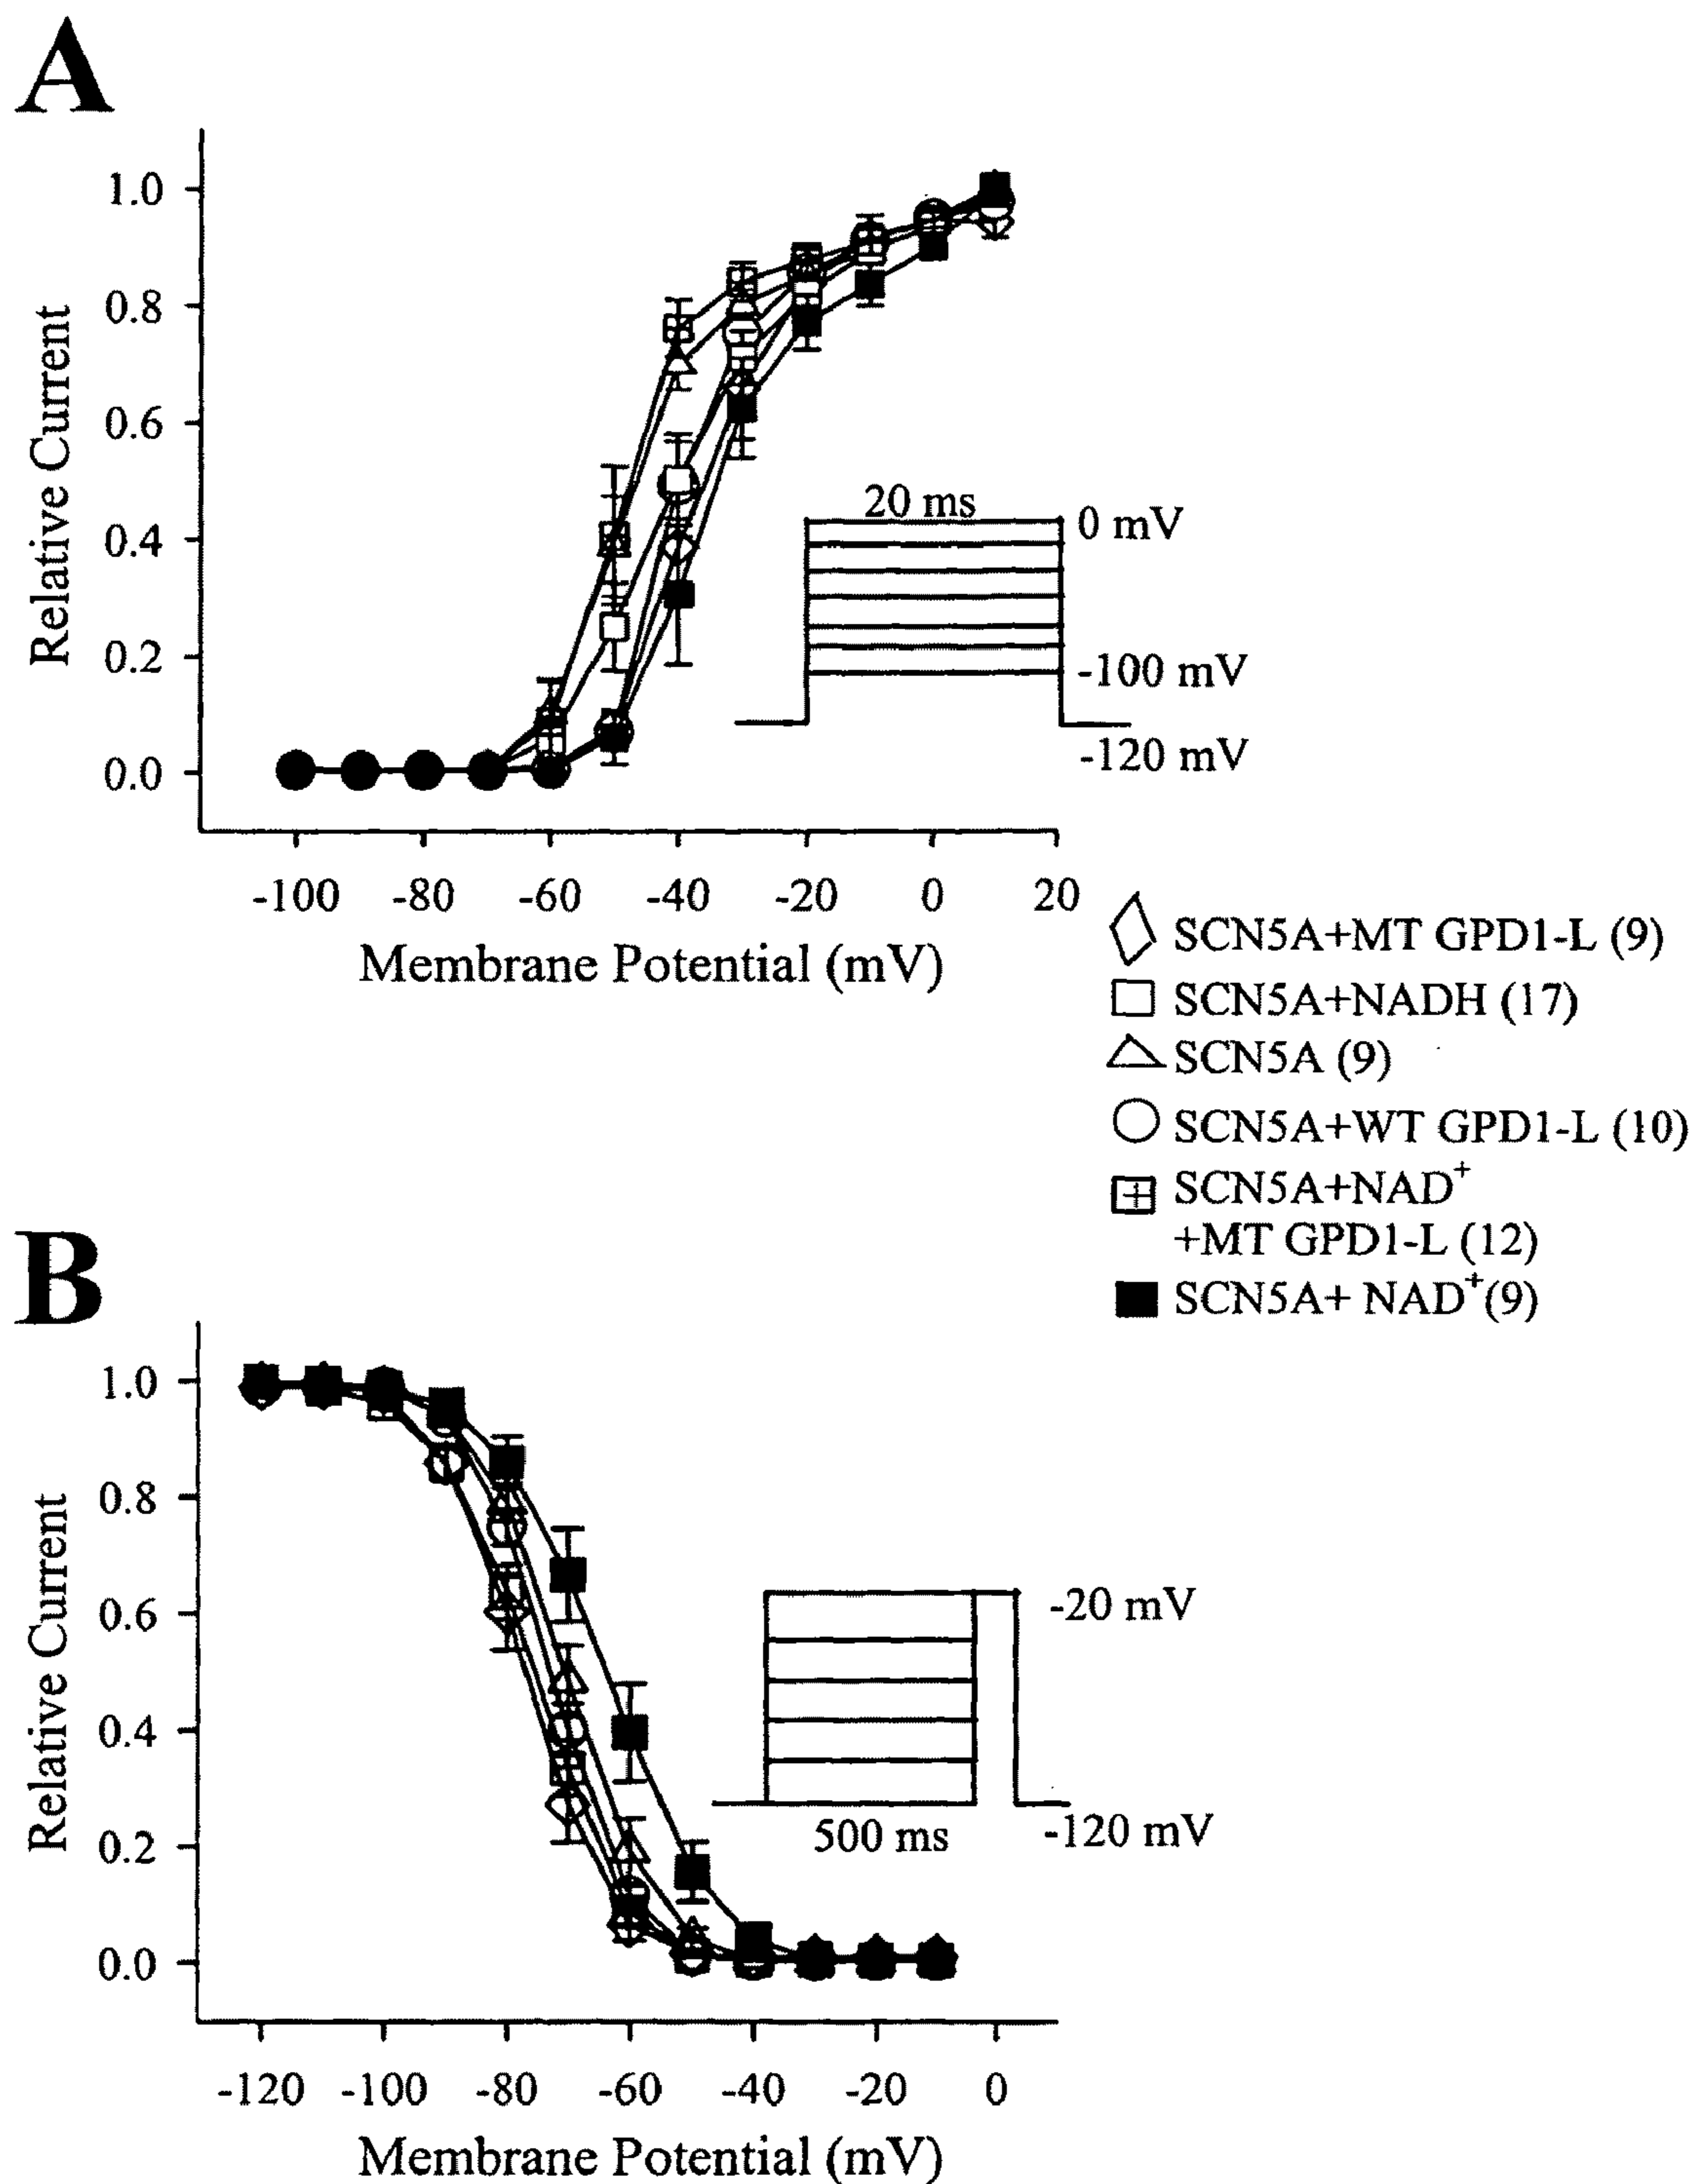 A
1.0
0.8
0.6
0.4
0.2
0.0
Relative Current
20 ms
0 mV
-100 mV
-120 mV
-100 -80 -60 -40 -20 0 20
Membrane Potential (mV)
SCN5A+MT GPD1-L (9)
SCN5A+NADH (17)
SCN5A (9)
SCN5A+WT GPD1-L (10)
SCN5A+NAD⁺
+MT GPD1-L (12)
SCN5A+ NAD⁺(9)
B
1.0
0.8
0.6
0.4
0.2
0.0
Relative Current
-20 mV
500 ms
-120 mV
-120 -100 -80 -60 -40 -20 0
Membrane Potential (mV)